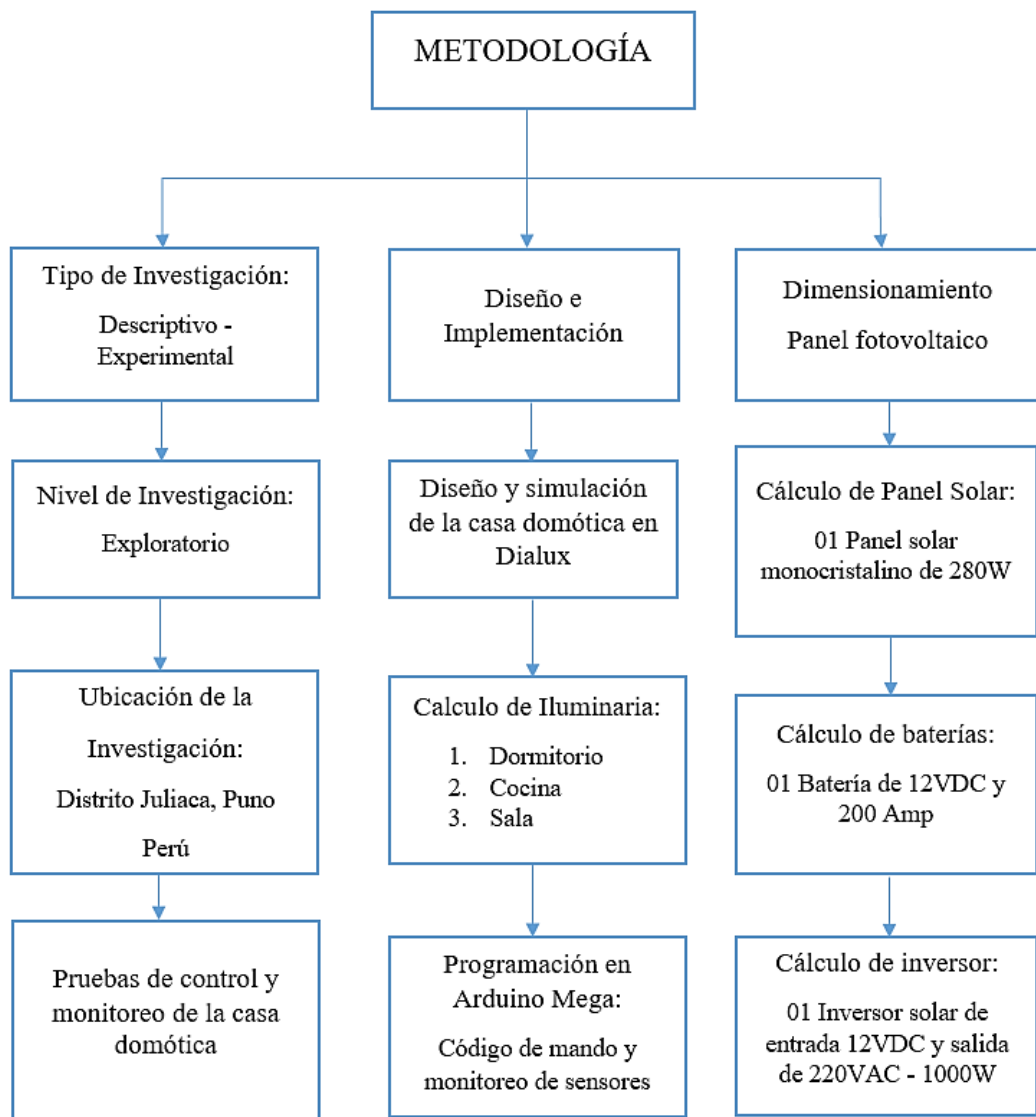 METODOLOGÍA
Tipo de Investigación:
Descriptivo -
Experimental
Diseño e
Implementación
Dimensionamiento
Panel fotovoltaico
Nivel de Investigación:
Exploratorio
Diseño y simulación
de la casa domótica en
Dialux
Cálculo de Panel Solar:
01 Panel solar
monocristalino de 280W
Ubicación de la
Investigación:
Distrito Juliaca, Puno
Perú
Calculo de Iluminaria:
1. Dormitorio
2. Cocina
3. Sala
Cálculo de baterías:
01 Batería de 12VDC y
200 Amp
Pruebas de control y
monitoreo de la casa
domótica
Programación en
Arduino Mega:
Código de mando y
monitoreo de sensores
Cálculo de inversor:
01 Inversor solar de
entrada 12VDC y salida
de 220VAC - 1000W